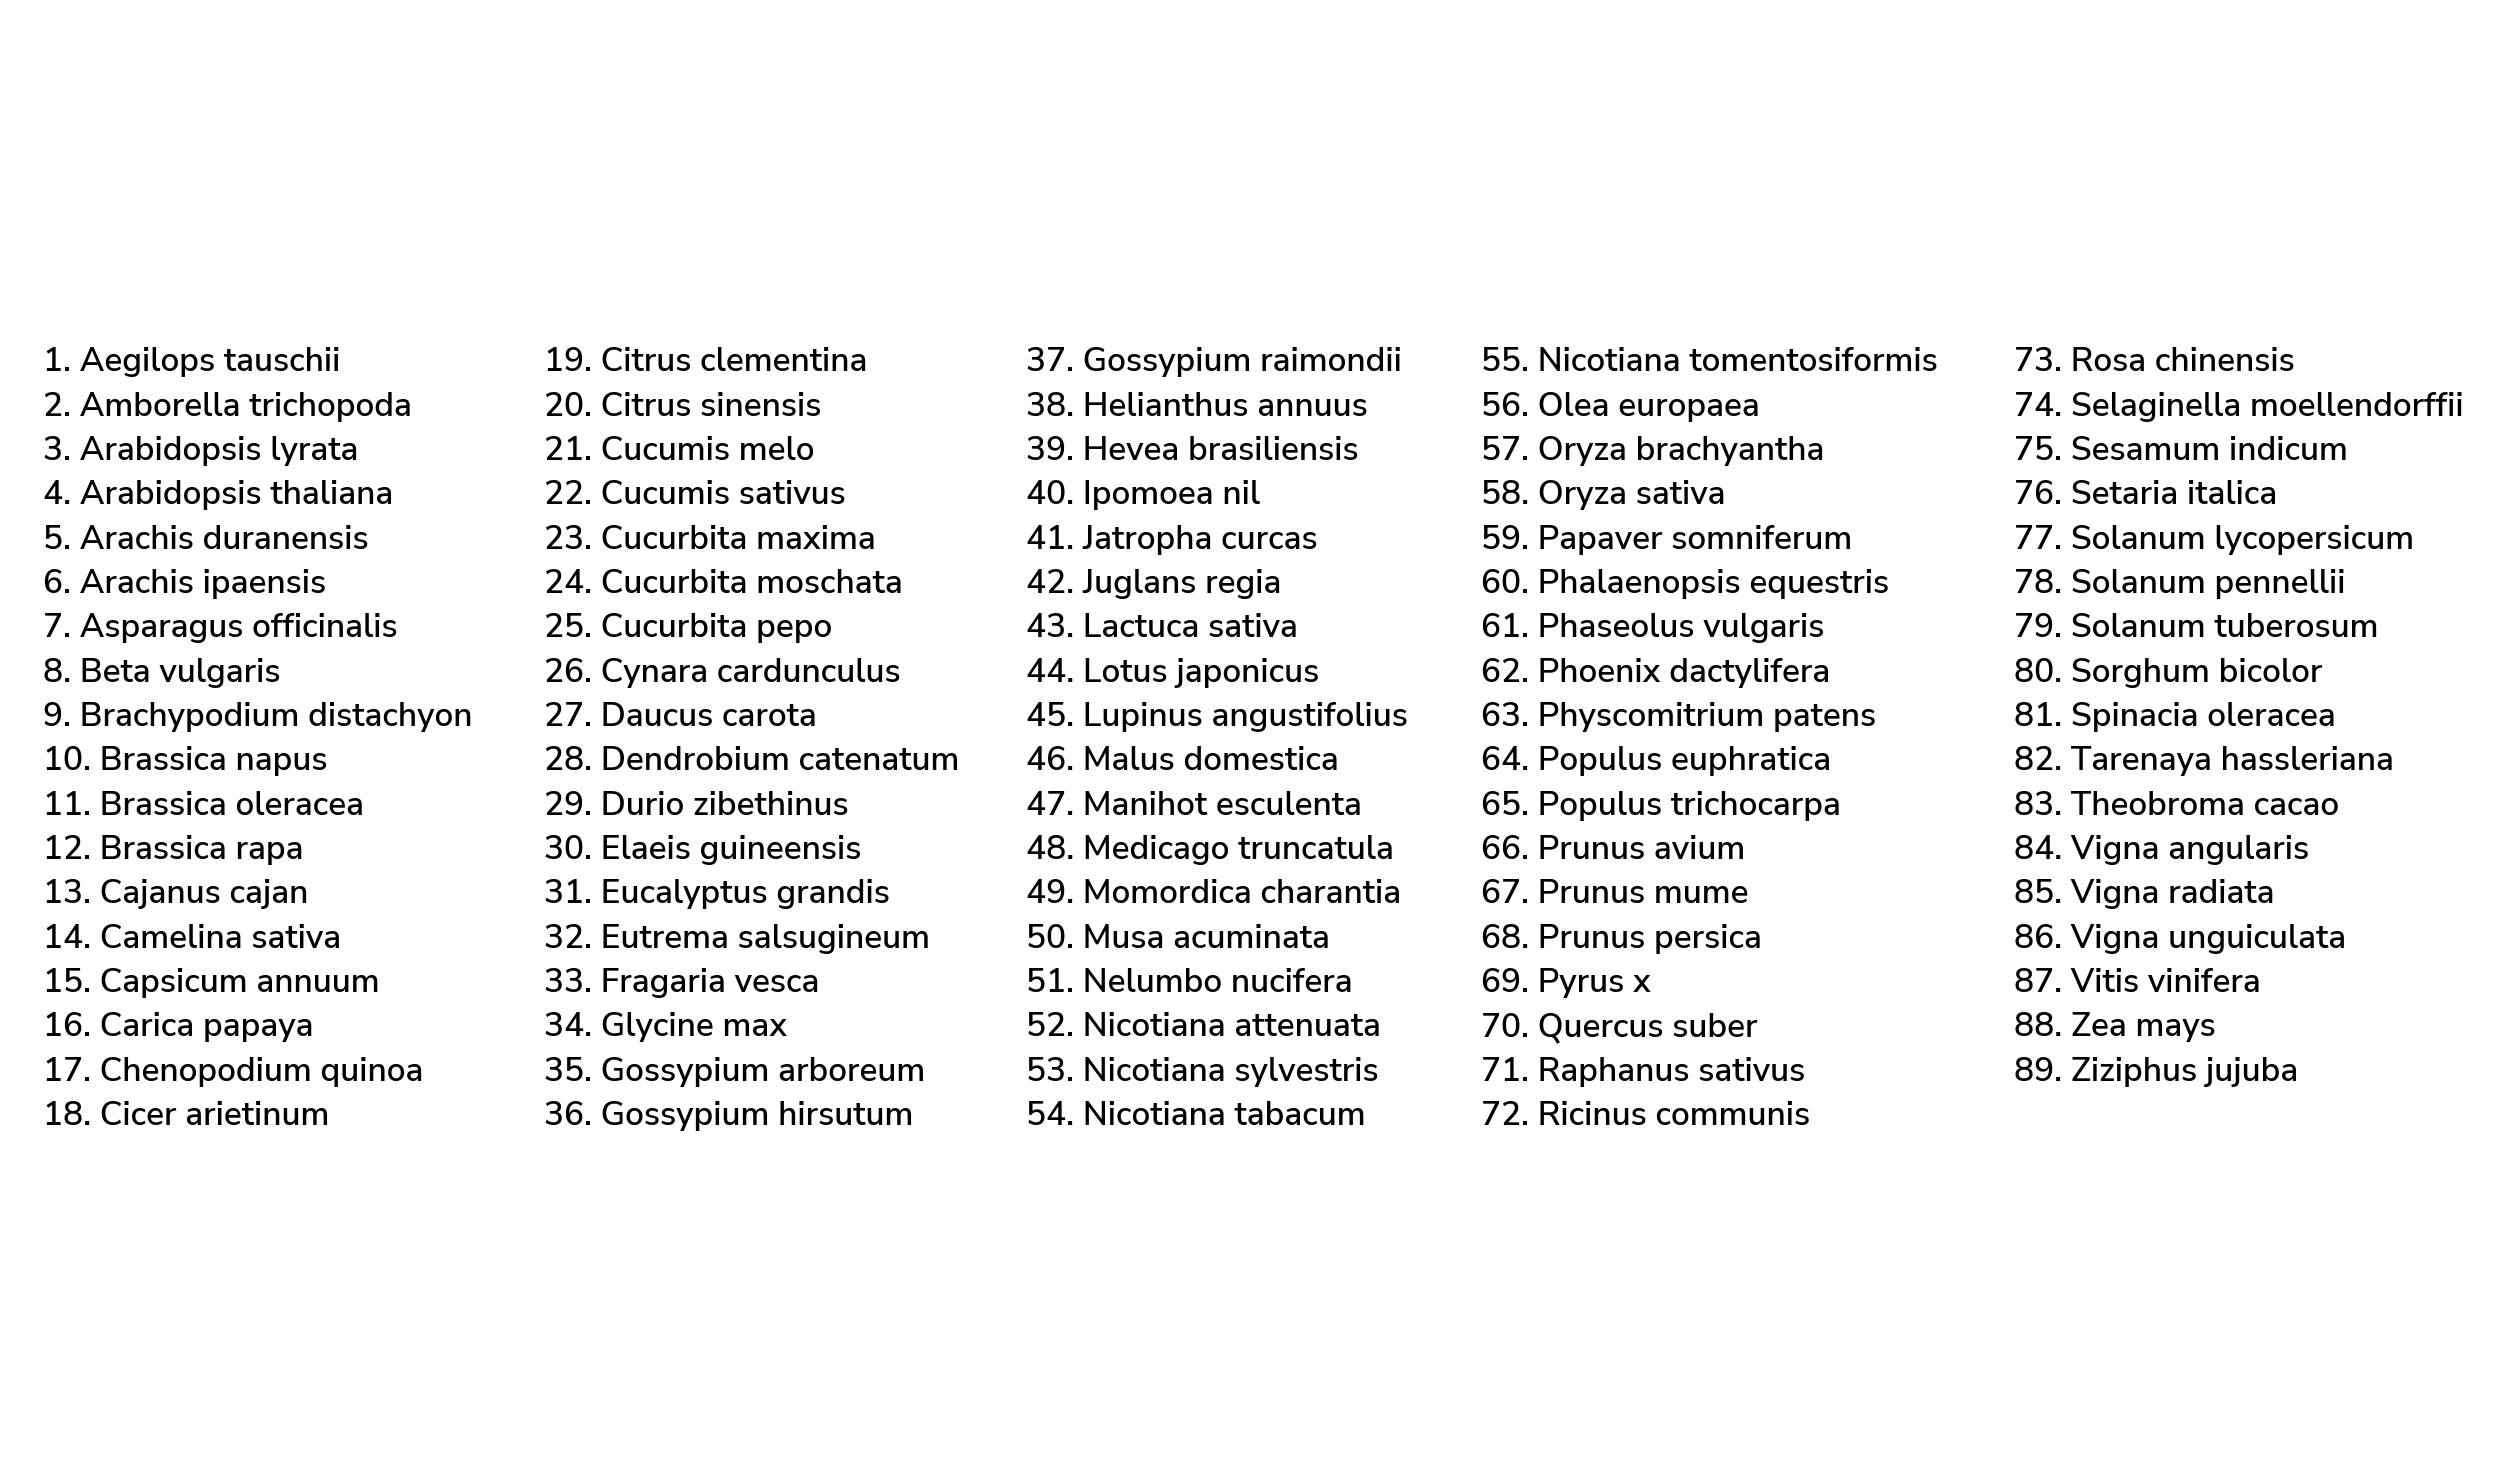 1. Aegilops tauschii
2. Amborella trichopoda
3. Arabidopsis lyrata
4. Arabidopsis thaliana
5. Arachis duranensis
6. Arachis ipaensis
7. Asparagus officinalis
8. Beta vulgaris
9. Brachypodium distachyon
10. Brassica napus
11. Brassica oleracea
12. Brassica rapa
13. Cajanus cajan
14. Camelina sativa
15. Capsicum annuum
16. Carica papaya
17. Chenopodium quinoa
18. Cicer arietinum
19. Citrus clementina
20. Citrus sinensis
21. Cucumis melo
22. Cucumis sativus
23. Cucurbita maxima
24. Cucurbita moschata
25. Cucurbita pepo
26. Cynara cardunculus
27. Daucus carota
28. Dendrobium catenatum
29. Durio zibethinus
30. Elaeis guineensis
31. Eucalyptus grandis
32. Eutrema salsugineum
33. Fragaria vesca
34. Glycine max
35. Gossypium arboreum
36. Gossypium hirsutum
37. Gossypium raimondii
38. Helianthus annuus
39. Hevea brasiliensis
40. Ipomoea nil
41. Jatropha curcas
42. Juglans regia
43. Lactuca sativa
44. Lotus japonicus
45. Lupinus angustifolius
46. Malus domestica
47. Manihot esculenta
48. Medicago truncatula
49. Momordica charantia
50. Musa acuminata
51. Nelumbo nucifera
52. Nicotiana attenuata
53. Nicotiana sylvestris
54. Nicotiana tabacum
55. Nicotiana tomentosiformis
56. Olea europaea
57. Oryza brachyantha
58. Oryza sativa
59. Papaver somniferum
60. Phalaenopsis equestris
61. Phaseolus vulgaris
62. Phoenix dactylifera
63. Physcomitrium patens
64. Populus euphratica
65. Populus trichocarpa
66. Prunus avium
67. Prunus mume
68. Prunus persica
69. Pyrus x
70. Quercus suber
71. Raphanus sativus
72. Ricinus communis
73. Rosa chinensis
74. Selaginella moellendorffii
75. Sesamum indicum
76. Setaria italica
77. Solanum lycopersicum
78. Solanum pennellii
79. Solanum tuberosum
80. Sorghum bicolor
81. Spinacia oleracea
82. Tarenaya hassleriana
83. Theobroma cacao
84. Vigna angularis
85. Vigna radiata
86. Vigna unguiculata
87. Vitis vinifera
88. Zea mays
89. Ziziphus jujuba